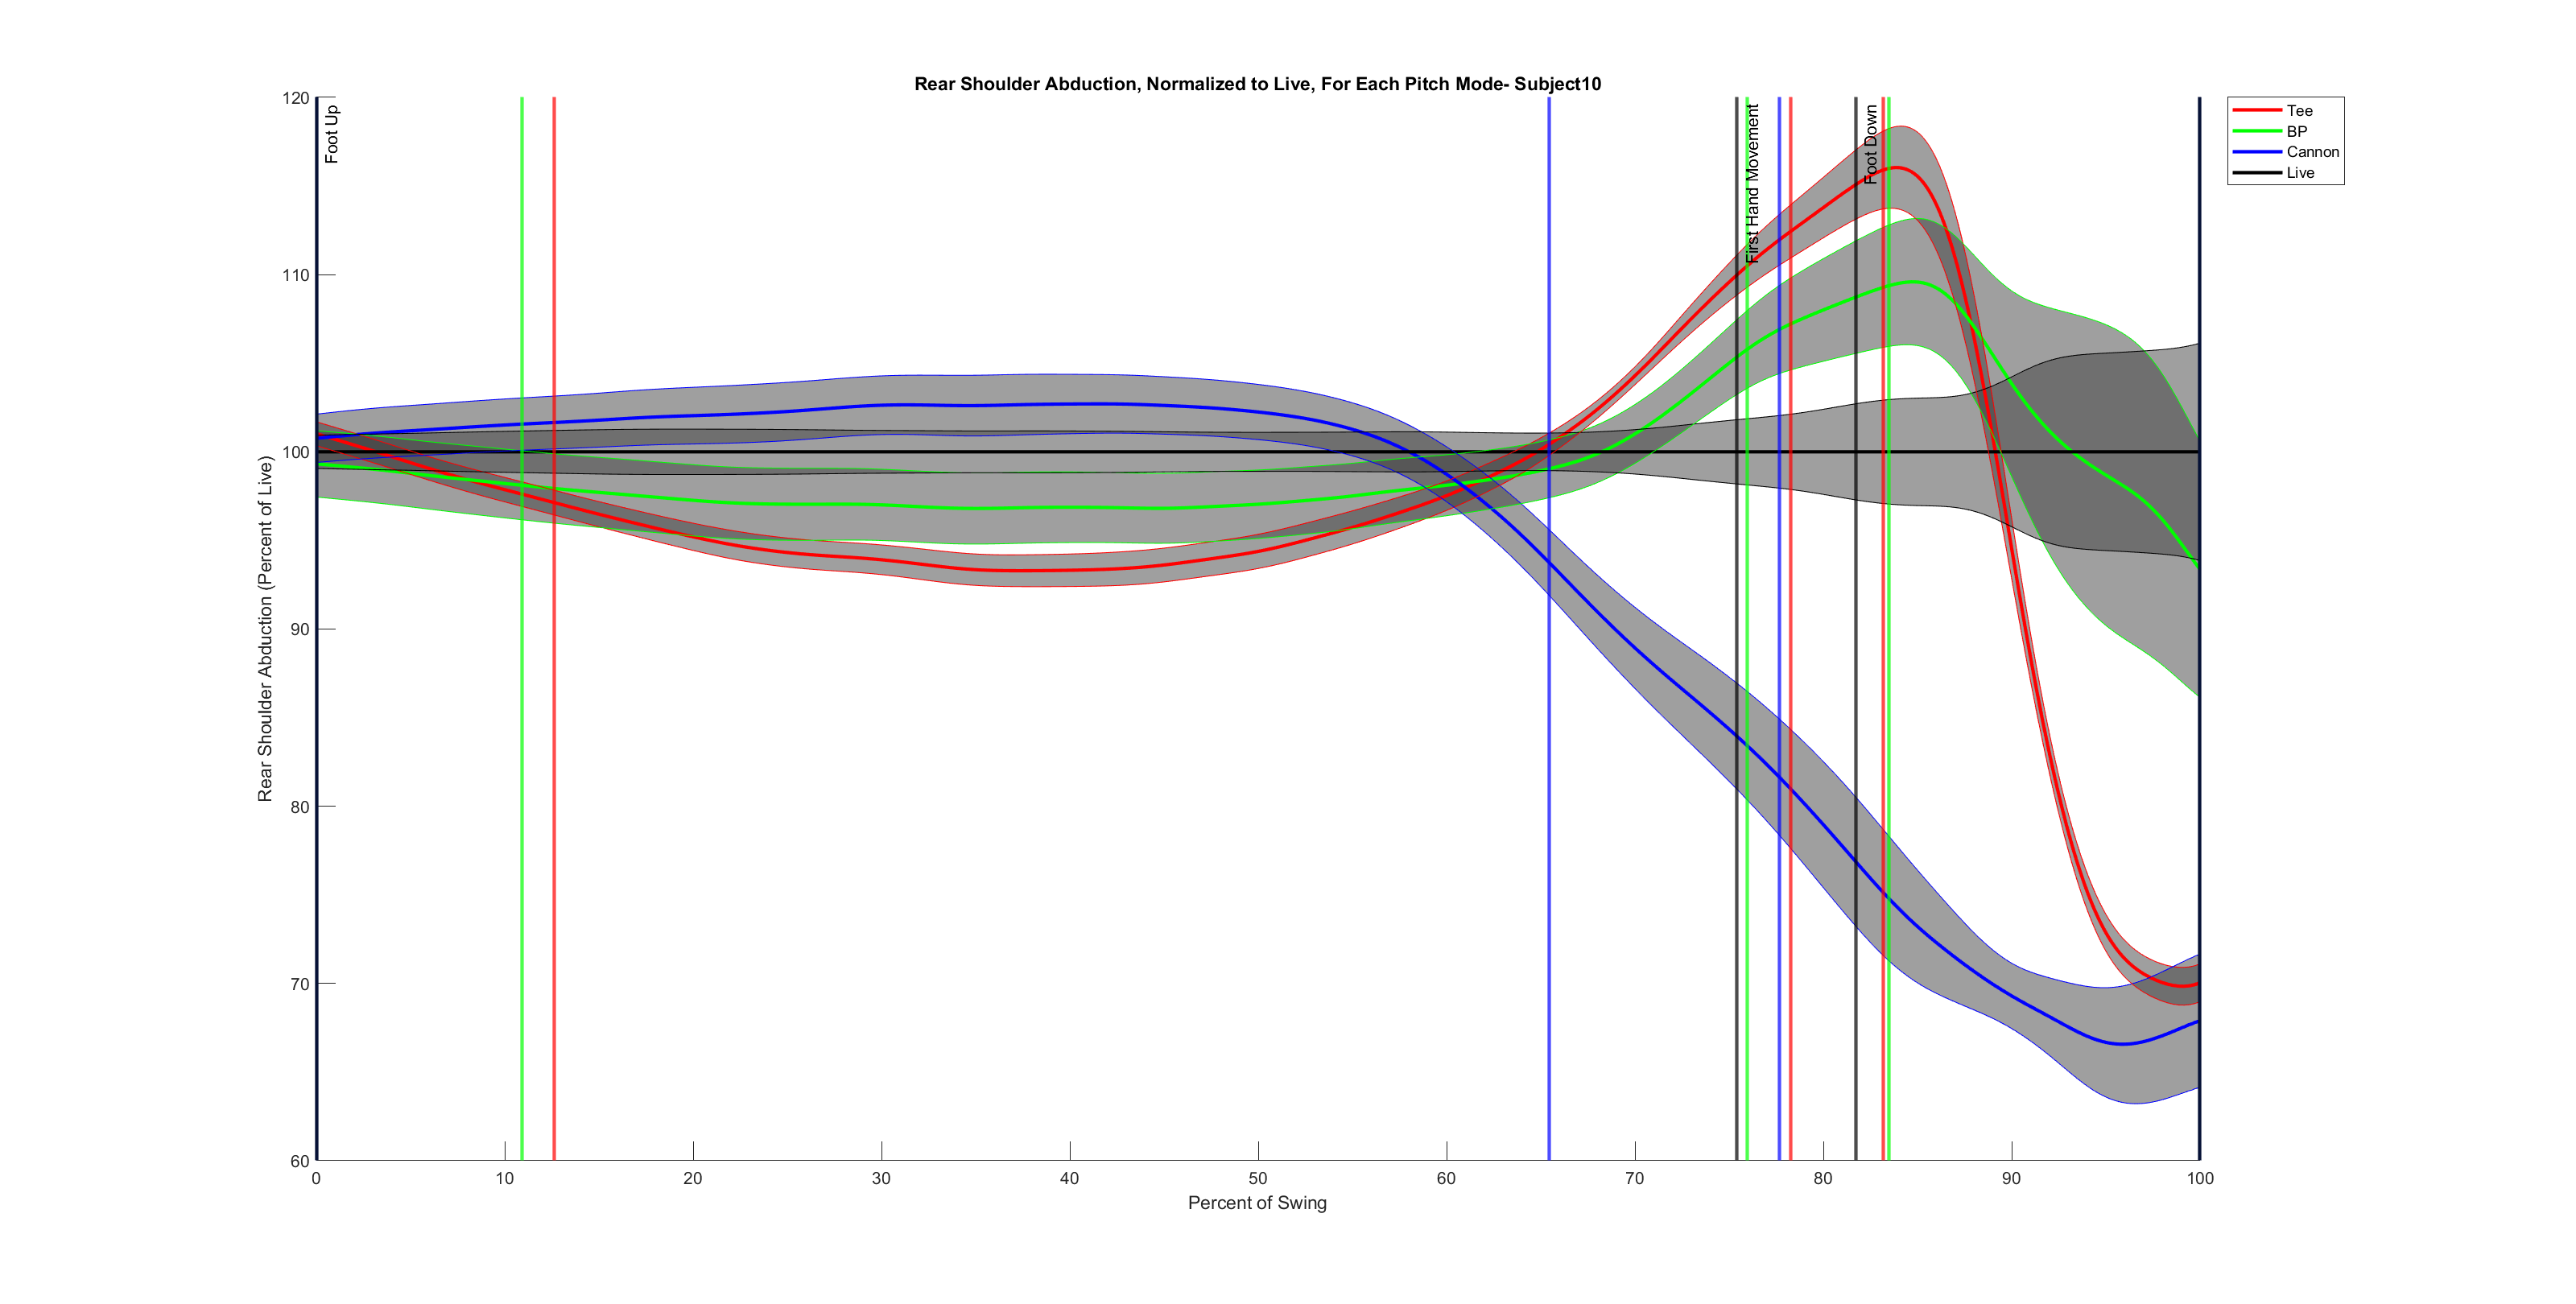 Rear Shoulder Abduction, Normalized to Live, For Each Pitch Mode- Subject10
Rear Shoulder Abduction (Percent of Live)
120
110
100
90
80
70
60
Foot Up
First Hand Movement
Foot Down
Tee
BP
Cannon
Live
0 10 20 30 40 50 60 70 80 90 100
Percent of Swing